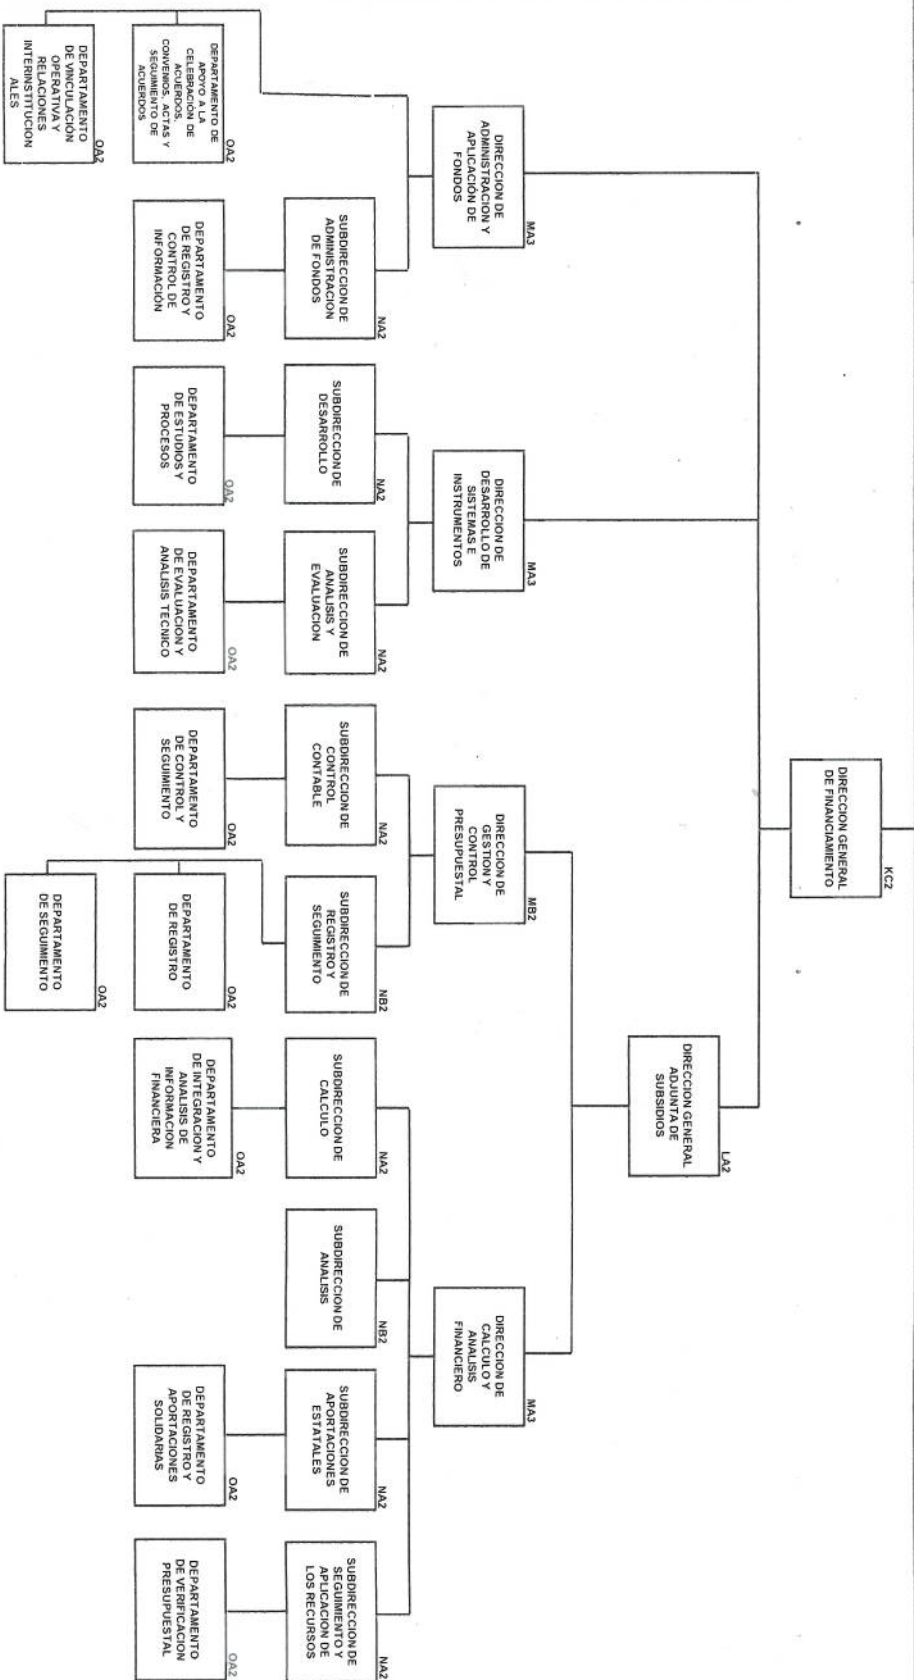 KC2
DIRECCION GENERAL
DE FINANCIAMIENTO
LA2
DIRECCION GENERAL
ADJUNTA DE
SUBSIDIOS
MA3
DIRECCION DE
ADMINISTRACION Y
APLICACIÓN DE
FONDOS
MA3
DIRECCION DE
DESARROLLO DE
SISTEMAS E
INSTRUMENTOS
MB2
DIRECCION DE
GESTION Y
CONTROL
PRESUPUESTAL
MA3
DIRECCION DE
CALCULO Y
ANALISIS
FINANCIERO
NA2
SUBDIRECCION DE
ADMINISTRACION
DE FONDOS
NA2
SUBDIRECCION DE
DESARROLLO
NA2
SUBDIRECCION DE
ANALISIS Y
EVALUACION
NA2
SUBDIRECCION DE
CONTROL
CONTABLE
NB2
SUBDIRECCION DE
REGISTRO Y
SEGUIMIENTO
NA2
SUBDIRECCION DE
CALCULO
NB2
SUBDIRECCION DE
ANALISIS
NA2
SUBDIRECCION DE
APORTACIONES
ESTATALES
NA2
SUBDIRECCION DE
SEGUIMIENTO Y
APLICACION DE
LOS RECURSOS
OA2
DEPARTAMENTO DE
APOYO A LA
CELEBRACIÓN DE
ACUERDOS,
CONVENIOS, ACTAS Y
SEGUIMIENTO DE
ACUERDOS
OA2
DEPARTAMENTO
DE REGISTRO Y
CONTROL DE
INFORMACIÓN
OA2
DEPARTAMENTO
DE ESTUDIOS Y
PROCESOS
OA2
DEPARTAMENTO
DE EVALUACION Y
ANALISIS TECNICO
OA2
DEPARTAMENTO
DE CONTROL Y
SEGUIMIENTO
OA2
DEPARTAMENTO
DE REGISTRO
OA2
DEPARTAMENTO
DE INTEGRACION Y
ANALISIS DE
INFORMACION
FINANCIERA
OA2
DEPARTAMENTO
DE REGISTRO Y
APORTACIONES
SOLIDARIAS
OA2
DEPARTAMENTO
DE VERIFICACION
PRESUPUESTAL
OA2
DEPARTAMENTO
DE VINCULACIÓN
OPERATIVA Y
RELACIONES
INTERINSTITUCION
ALES
OA2
DEPARTAMENTO
DE SEGUIMIENTO